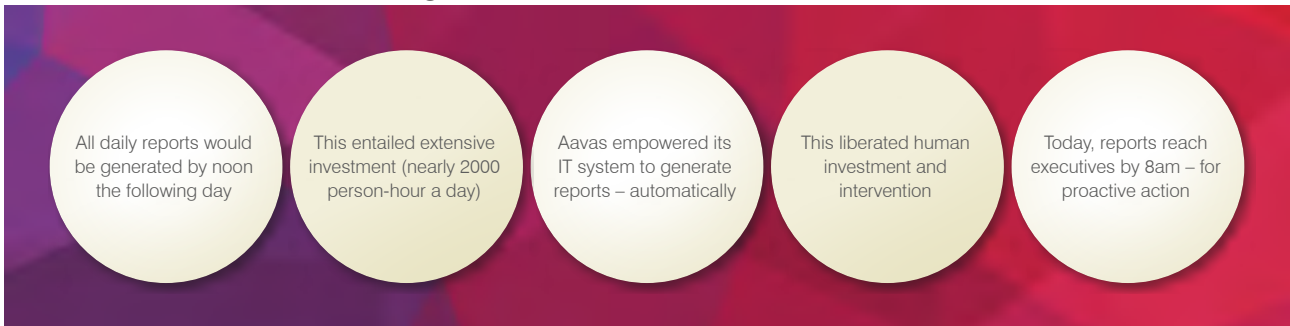 All daily reports would
be generated by noon
the following day
This entailed extensive
investment (nearly 2000
person-hour a day)
Aavas empowered its
IT system to generate
reports – automatically
This liberated human
investment and
intervention
Today, reports reach
executives by 8am – for
proactive action